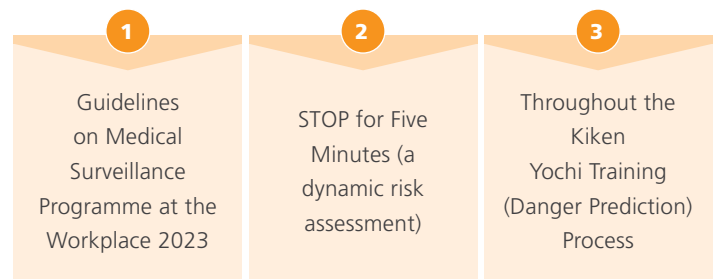 1
Guidelines
on Medical
Surveillance
Programme at the
Workplace 2023
2
STOP for Five
Minutes (a
dynamic risk
assessment)
3
Throughout the
Kiken
Yochi Training
(Danger Prediction)
Process